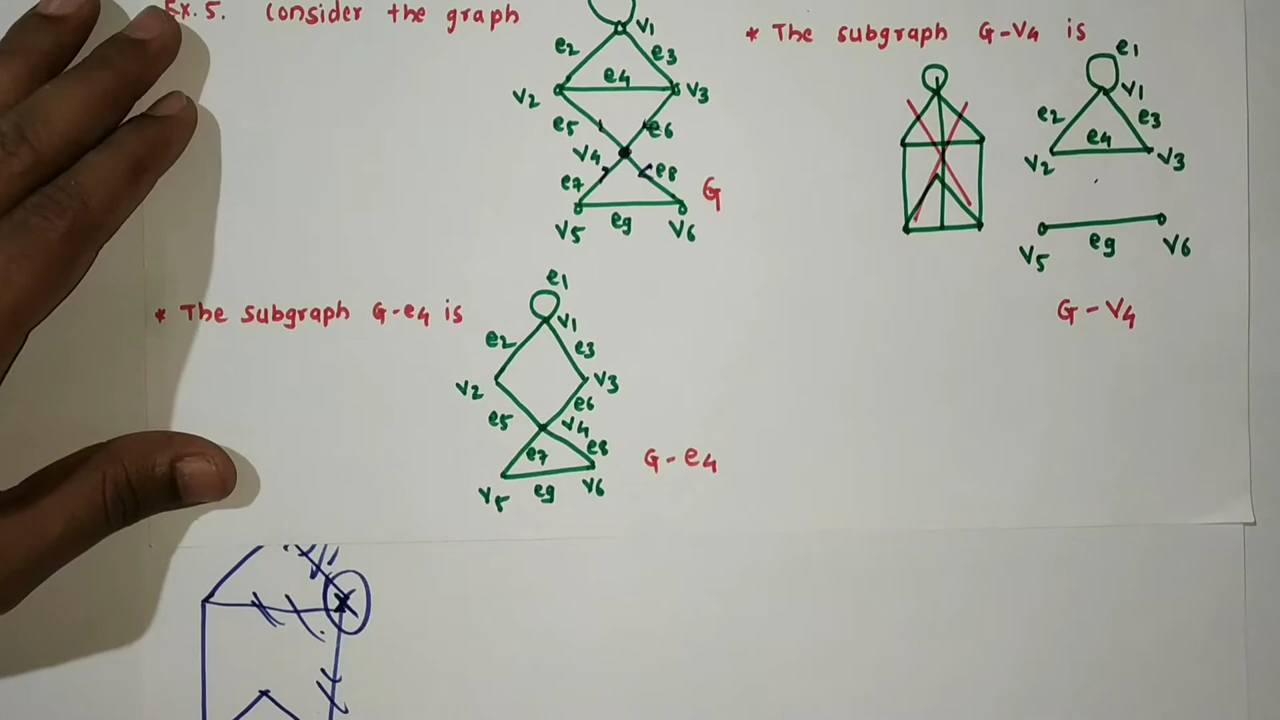 Ex. 5. Consider the graph
v1
e2
e3
e4
v2
v3
e5
e6
v4
e7
e8
G
e9
v5
v6
* The subgraph G-v4 is
e1
v1
e2
e3
e4
v2
v3
v5
e9
v6
G - v4
* The subgraph G-e4 is
e1
v1
e2
e3
v2
v3
e5
e6
v4
e7
e8
v5
e9
v6
G - e4